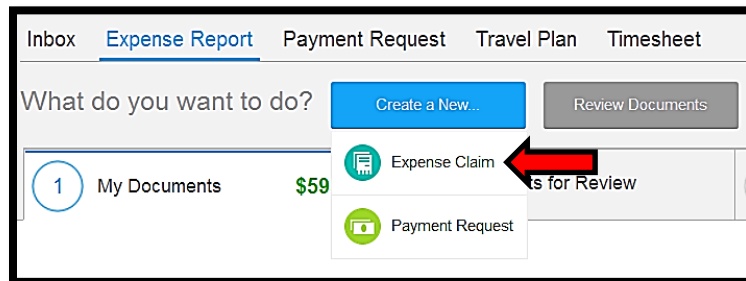 Inbox Expense Report Payment Request Travel Plan Timesheet
What do you want to do? Create a New... Review Documents
Expense Claim
1 My Documents $59 ts for Review
Payment Request